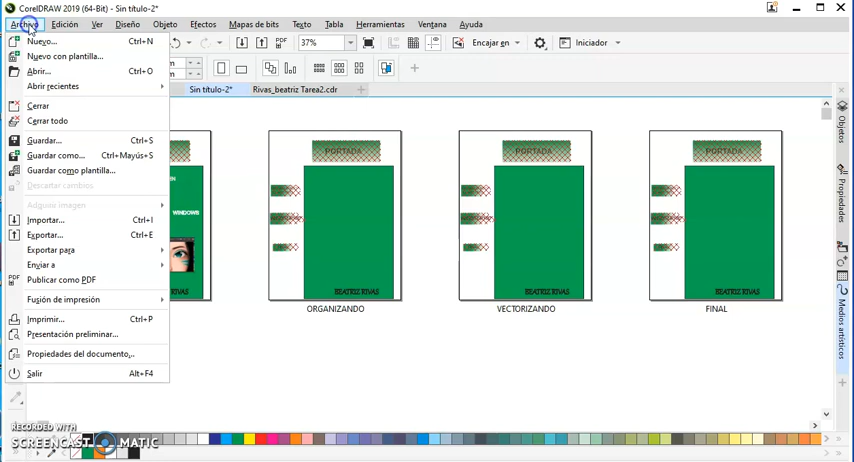 CorelDRAW 2019 (64-Bit) - Sin título-2*
Archivo Edición Ver Diseño Objeto Efectos Mapas de bits Texto Tabla Herramientas Ventana Ayuda
Nuevo... Ctrl+N
PDF 37% Encajar en Iniciador
Nuevo con plantilla...
Abrir... Ctrl+O
Abrir recientes
Sin título-2* Rivas_beatriz Tarea2.cdr
Cerrar
Cerrar todo
Guardar... Ctrl+S
Guardar como... Ctrl+Mayús+S
Guardar como plantilla...
Descartar cambios
Adquirir imagen
Importar... Ctrl+I
Exportar... Ctrl+E
Exportar para
Enviar a
PDF Publicar como PDF
Fusión de impresión
Imprimir... Ctrl+P
Presentación preliminar...
Propiedades del documento...
Salir Alt+F4
WINDOWS
PORTADA PORTADA PORTADA
BEATRIZ RIVAS BEATRIZ RIVAS BEATRIZ RIVAS
ORGANIZANDO VECTORIZANDO FINAL
Objetos
Propiedades
Medios artísticos
RECORDED WITH
SCREENCAST MATIC